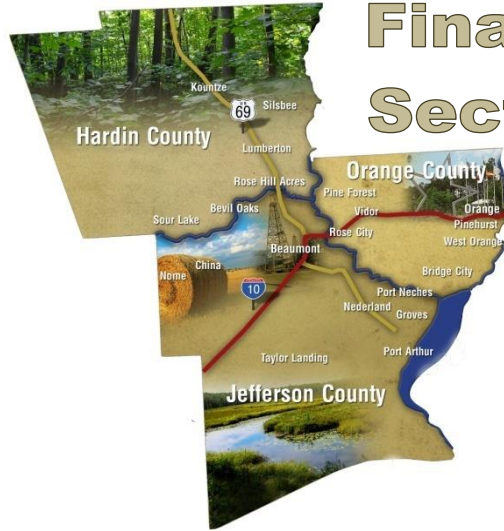 Fina
Sec
Kountze
69
Silsbee
Hardin County
Lumberton
Rose Hill Acres
Orange County
Pine Forest
Orange
Bevil Oaks
Vidor
Sour Lake
Pinehurst
Rose City
West Orange
Beaumont
China
Bridge City
Nome
10
Port Neches
Nederland
Groves
Port Arthur
Taylor Landing
Jefferson County